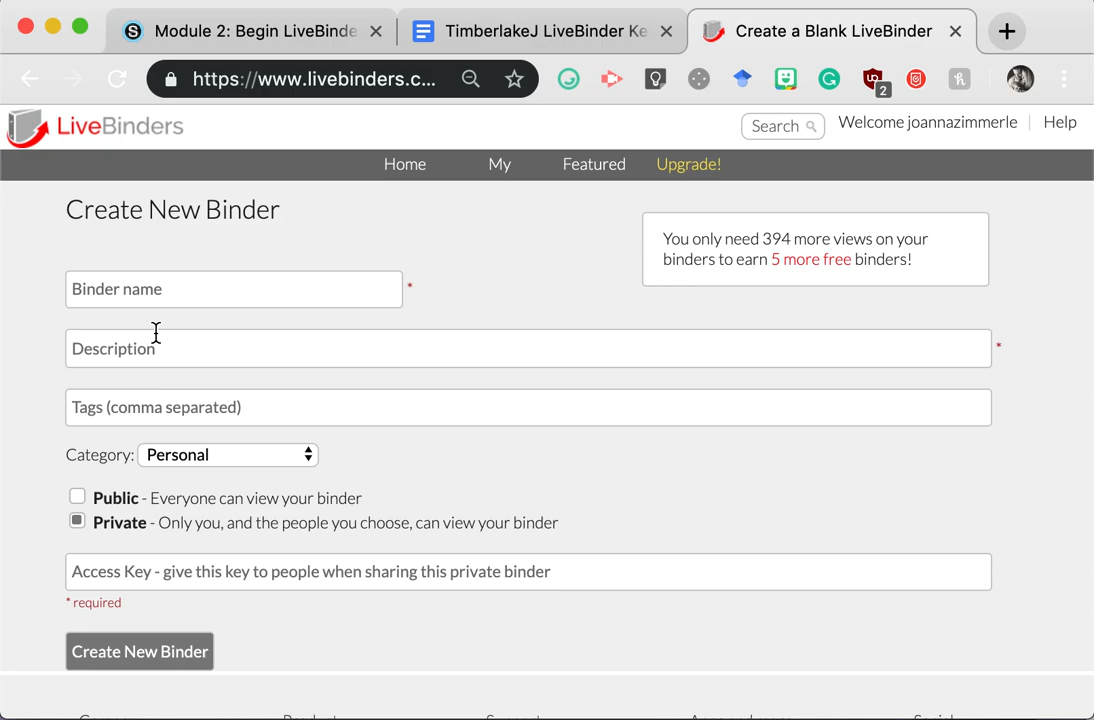 Module 2: Begin LiveBinde
TimberlakeJ LiveBinder Ke
Create a Blank LiveBinder
https://www.livebinders.c...
2
LiveBinders
Search
Welcome joannazimmerle
Help
Home
My
Featured
Upgrade!
Create New Binder
You only need 394 more views on your
binders to earn 5 more free binders!
Binder name
*
Description
*
Tags (comma separated)
Category: Personal
Public - Everyone can view your binder
Private - Only you, and the people you choose, can view your binder
Access Key - give this key to people when sharing this private binder
* required
Create New Binder